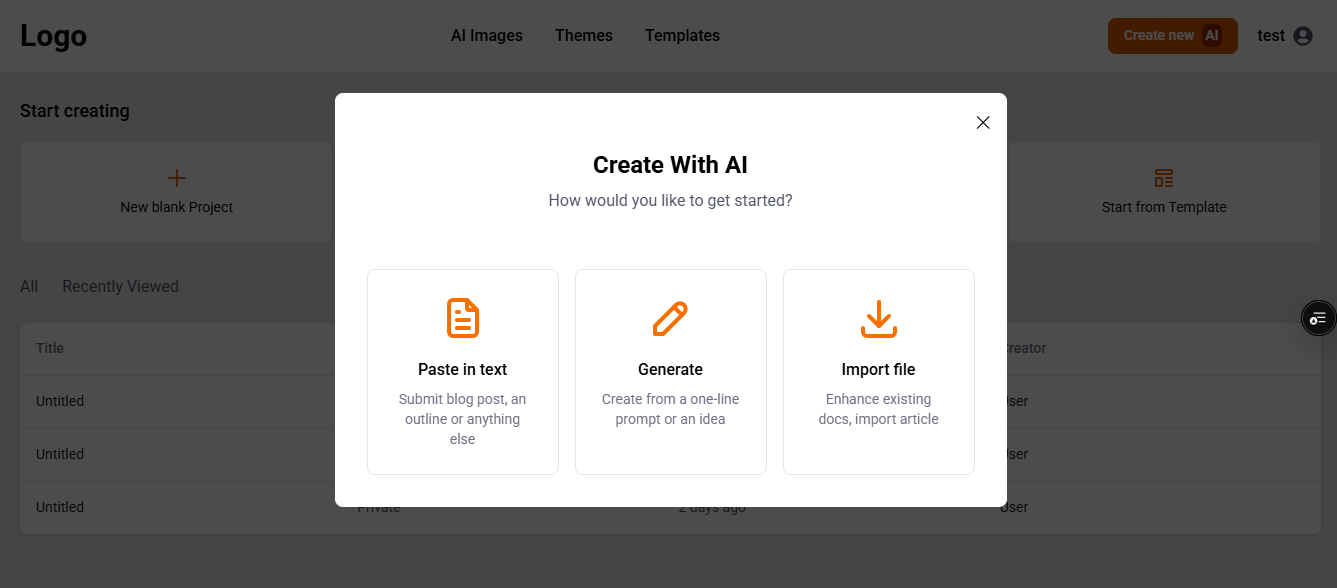 Logo
AI Images
Themes
Templates
Create new AI
test
Start creating
New blank Project
Start from Template
All
Recently Viewed
Create With AI
How would you like to get started?
Paste in text
Submit blog post, an
outline or anything
else
Generate
Create from a one-line
prompt or an idea
Import file
Enhance existing
docs, import article
Title
Creator
Untitled
User
Untitled
User
Untitled
Private
2 days ago
User